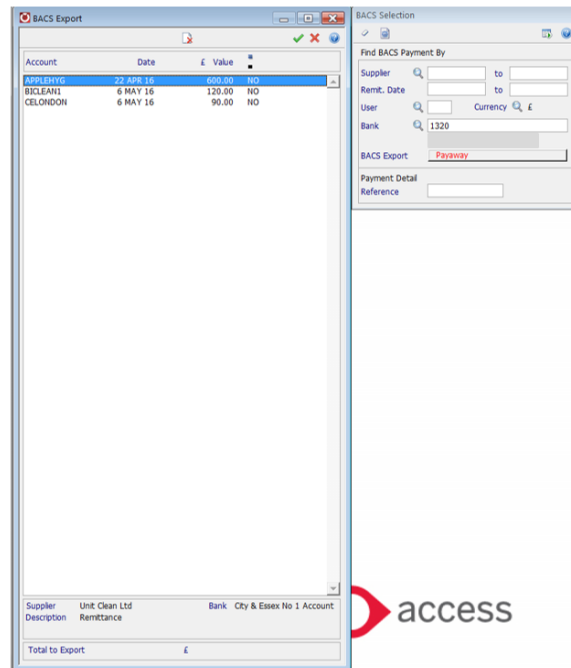 BACS Export
Account Date £ Value
APPLEHYG 22 APR 16 600.00 NO
BICLEAN1 6 MAY 16 120.00 NO
CELONDON 6 MAY 16 90.00 NO
Supplier Unit Clean Ltd Bank City & Essex No 1 Account
Description Remittance
Total to Export £
BACS Selection
Find BACS Payment By
Supplier to
Remit. Date to
User Currency £
Bank 1320
BACS Export Payaway
Payment Detail
Reference
access